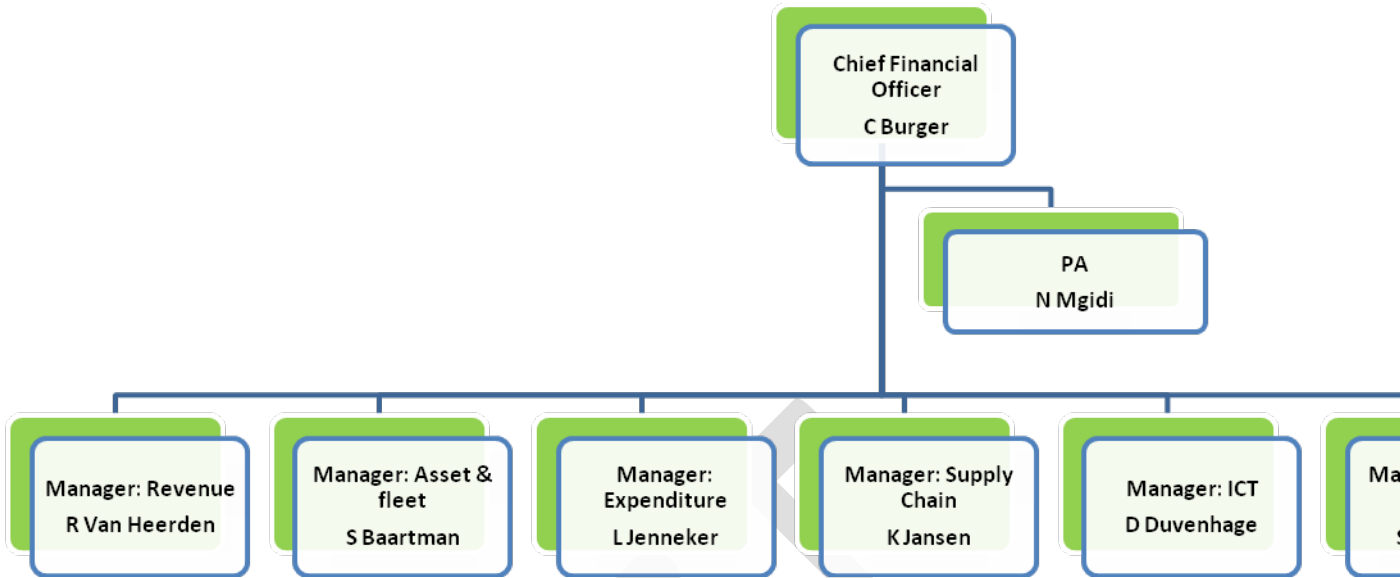 Chief Financial
Officer
C Burger
PA
N Mgidi
Manager: Revenue
R Van Heerden
Manager: Asset &
fleet
S Baartman
Manager:
Expenditure
L Jenneker
Manager: Supply
Chain
K Jansen
Manager: ICT
D Duvenhage